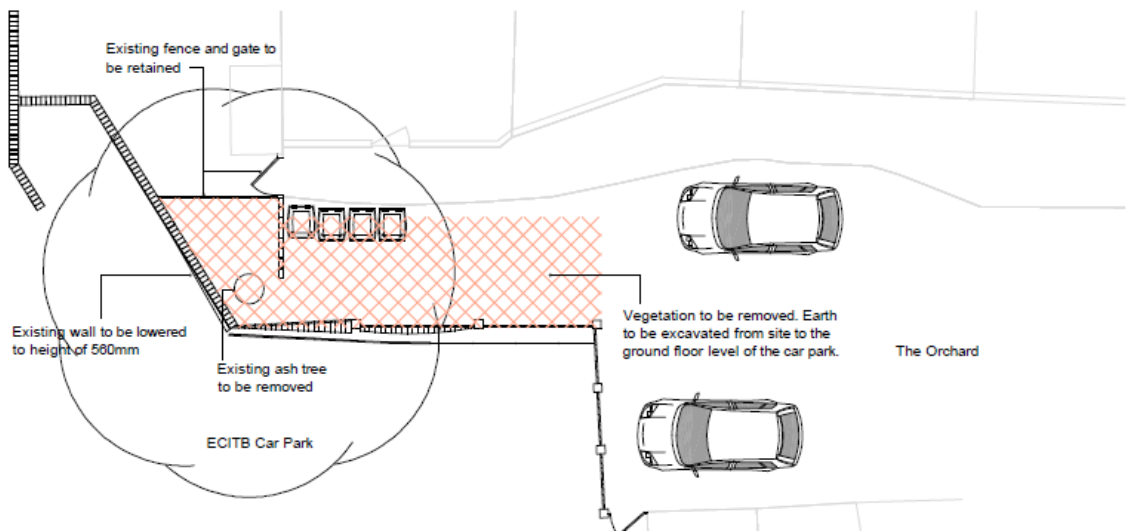 Existing fence and gate to
be retained
Existing wall to be lowered
to height of 560mm
Existing ash tree
to be removed
Vegetation to be removed. Earth
to be excavated from site to the
ground floor level of the car park.
The Orchard
ECITB Car Park